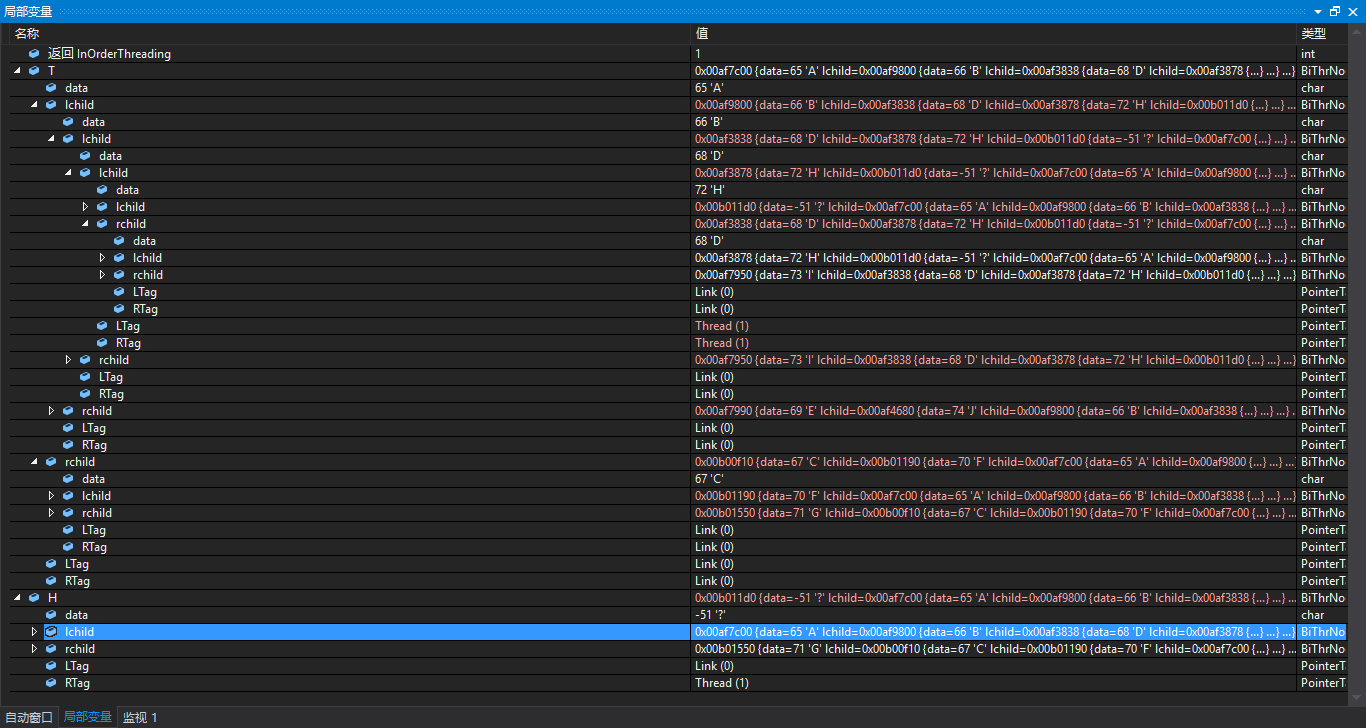 局部变量
名称 值 类型
返回 InOrderThreading 1 int
T 0x00af7c00 {data=65 'A' lchild=0x00af9800 {data=66 'B' lchild=0x00af3838 {data=68 'D' lchild=0x00af3878 {...} ...} ...} BiThrNo
data 65 'A' char
lchild 0x00af9800 {data=66 'B' lchild=0x00af3838 {data=68 'D' lchild=0x00af3878 {data=72 'H' lchild=0x00b011d0 {...} ...} ... BiThrNo
data 66 'B' char
lchild 0x00af3838 {data=68 'D' lchild=0x00af3878 {data=72 'H' lchild=0x00b011d0 {data=-51 '?' lchild=0x00af7c00 {...} ...} .. BiThrNo
data 68 'D' char
lchild 0x00af3878 {data=72 'H' lchild=0x00b011d0 {data=-51 '?' lchild=0x00af7c00 {data=65 'A' lchild=0x00af9800 {...} ... BiThrNo
data 72 'H' char
lchild 0x00b011d0 {data=-51 '?' lchild=0x00af7c00 {data=65 'A' lchild=0x00af9800 {data=66 'B' lchild=0x00af3838 {...} ... BiThrNo
rchild 0x00af3838 {data=68 'D' lchild=0x00af3878 {data=72 'H' lchild=0x00b011d0 {data=-51 '?' lchild=0x00af7c00 {...} ...} .. BiThrNo
data 68 'D' char
lchild 0x00af3878 {data=72 'H' lchild=0x00b011d0 {data=-51 '?' lchild=0x00af7c00 {data=65 'A' lchild=0x00af9800 {...} ... BiThrNo
rchild 0x00af7950 {data=73 'I' lchild=0x00af3838 {data=68 'D' lchild=0x00af3878 {data=72 'H' lchild=0x00b011d0 {...} ...} ...} BiThrNo
LTag Link (0) PointerT
RTag Link (0) PointerT
LTag Thread (1) PointerT
RTag Thread (1) PointerT
rchild 0x00af7950 {data=73 'I' lchild=0x00af3838 {data=68 'D' lchild=0x00af3878 {data=72 'H' lchild=0x00b011d0 {...} ...} ...} BiThrNo
LTag Link (0) PointerT
RTag Link (0) PointerT
rchild 0x00af7990 {data=69 'E' lchild=0x00af4680 {data=74 'J' lchild=0x00af9800 {data=66 'B' lchild=0x00af3838 {...} ...} ...} . BiThrNo
LTag Link (0) PointerT
RTag Link (0) PointerT
rchild 0x00b00f10 {data=67 'C' lchild=0x00b01190 {data=70 'F' lchild=0x00af7c00 {data=65 'A' lchild=0x00af9800 {...} ...} ... BiThrNo
data 67 'C' char
lchild 0x00b01190 {data=70 'F' lchild=0x00af7c00 {data=65 'A' lchild=0x00af9800 {data=66 'B' lchild=0x00af3838 {...} ...} ... BiThrNo
rchild 0x00b01550 {data=71 'G' lchild=0x00b00f10 {data=67 'C' lchild=0x00b01190 {data=70 'F' lchild=0x00af7c00 {...} ...} .. BiThrNo
LTag Link (0) PointerT
RTag Link (0) PointerT
LTag Link (0) PointerT
RTag Link (0) PointerT
H 0x00b011d0 {data=-51 '?' lchild=0x00af7c00 {data=65 'A' lchild=0x00af9800 {data=66 'B' lchild=0x00af3838 {...} ... BiThrNo
data -51 '?' char
lchild 0x00af7c00 {data=65 'A' lchild=0x00af9800 {data=66 'B' lchild=0x00af3838 {data=68 'D' lchild=0x00af3878 {...} ...} ...} BiThrNo
rchild 0x00b01550 {data=71 'G' lchild=0x00b00f10 {data=67 'C' lchild=0x00b01190 {data=70 'F' lchild=0x00af7c00 {...} ...} .. BiThrNo
LTag Link (0) PointerT
RTag Thread (1) PointerT
自动窗口 局部变量 监视 1